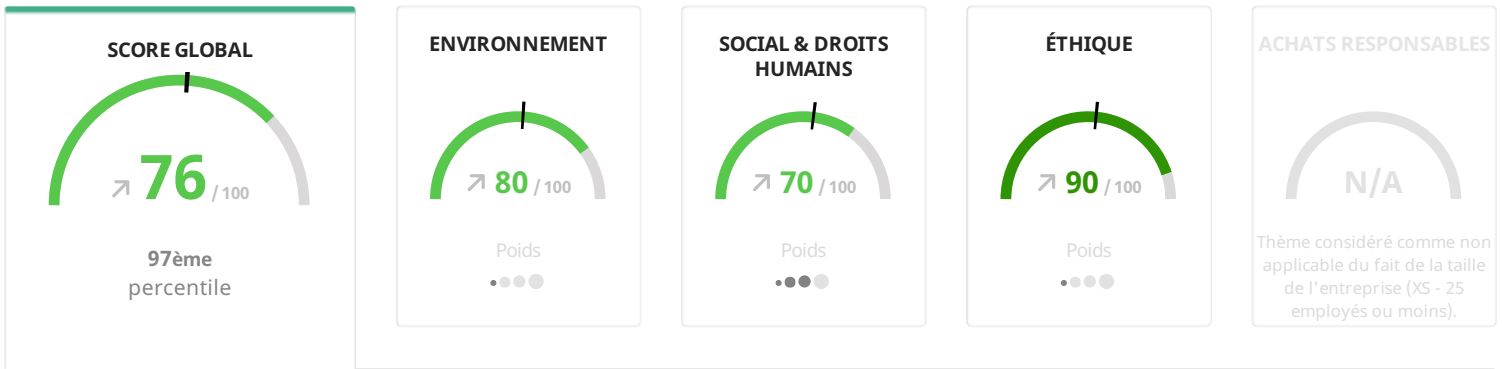 SCORE GLOBAL
76 / 100
97ème
percentile
ENVIRONNEMENT
80 / 100
Poids
SOCIAL & DROITS
HUMAINS
70 / 100
Poids
ÉTHIQUE
90 / 100
Poids
ACHATS RESPONSABLES
N/A
Thème considéré comme non
applicable du fait de la taille
de l'entreprise (XS - 25
employés ou moins).